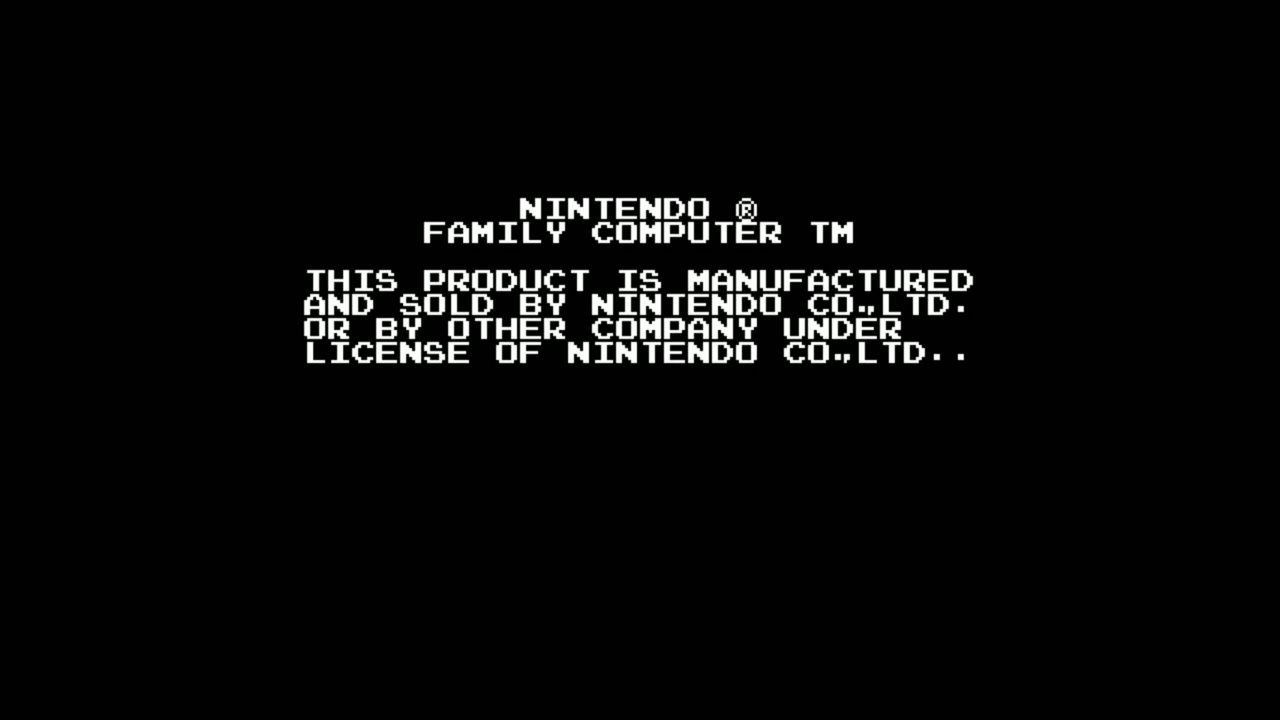 NINTENDO ®
FAMILY COMPUTER TM
THIS PRODUCT IS MANUFACTURED
AND SOLD BY NINTENDO CO.,LTD.
OR BY OTHER COMPANY UNDER
LICENSE OF NINTENDO CO.,LTD..